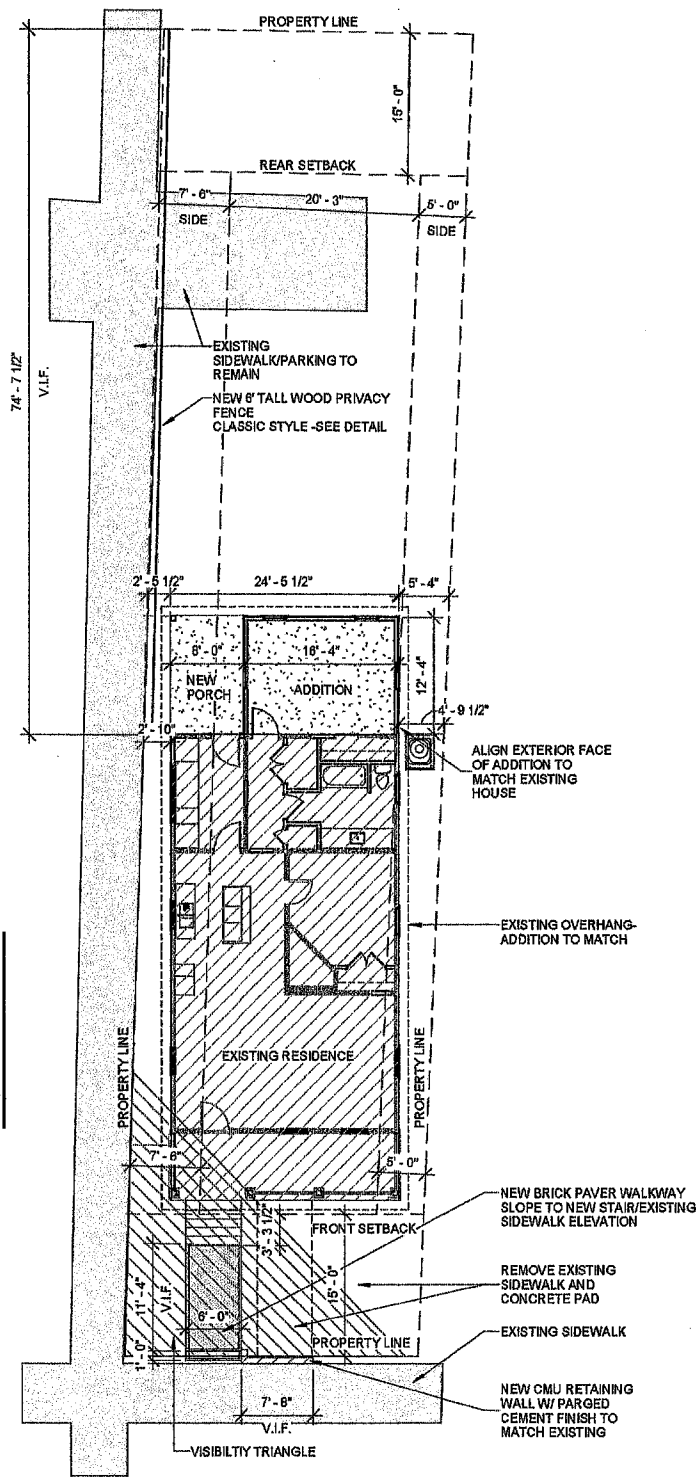 PROPERTY LINE
15' - 0"
REAR SETBACK
7' - 6"
20' - 3"
5' - 0"
SIDE
SIDE
EXISTING
SIDEWALK/PARKING TO
REMAIN
74' - 7 1/2"
V.I.F.
NEW 6' TALL WOOD PRIVACY
FENCE
CLASSIC STYLE -SEE DETAIL
2' - 5 1/2"
24' - 5 1/2"
5' - 4"
8' - 0"
16' - 4"
12' - 4"
NEW
PORCH
ADDITION
4' - 9 1/2"
2' - 10"
ALIGN EXTERIOR FACE
OF ADDITION TO
MATCH EXISTING
HOUSE
EXISTING OVERHANG-
ADDITION TO MATCH
PROPERTY LINE
EXISTING RESIDENCE
PROPERTY LINE
7' - 6"
5' - 0"
NEW BRICK PAVER WALKWAY
SLOPE TO NEW STAIR/EXISTING
SIDEWALK ELEVATION
3' - 3 1/2"
FRONT SETBACK
11' - 4"
V.I.F.
15' - 0"
REMOVE EXISTING
SIDEWALK AND
CONCRETE PAD
6' - 0"
PROPERTY LINE
EXISTING SIDEWALK
1' - 0"
7' - 6"
V.I.F.
NEW CMU RETAINING
WALL W/ PARGED
CEMENT FINISH TO
MATCH EXISTING
VISIBILTIY TRIANGLE